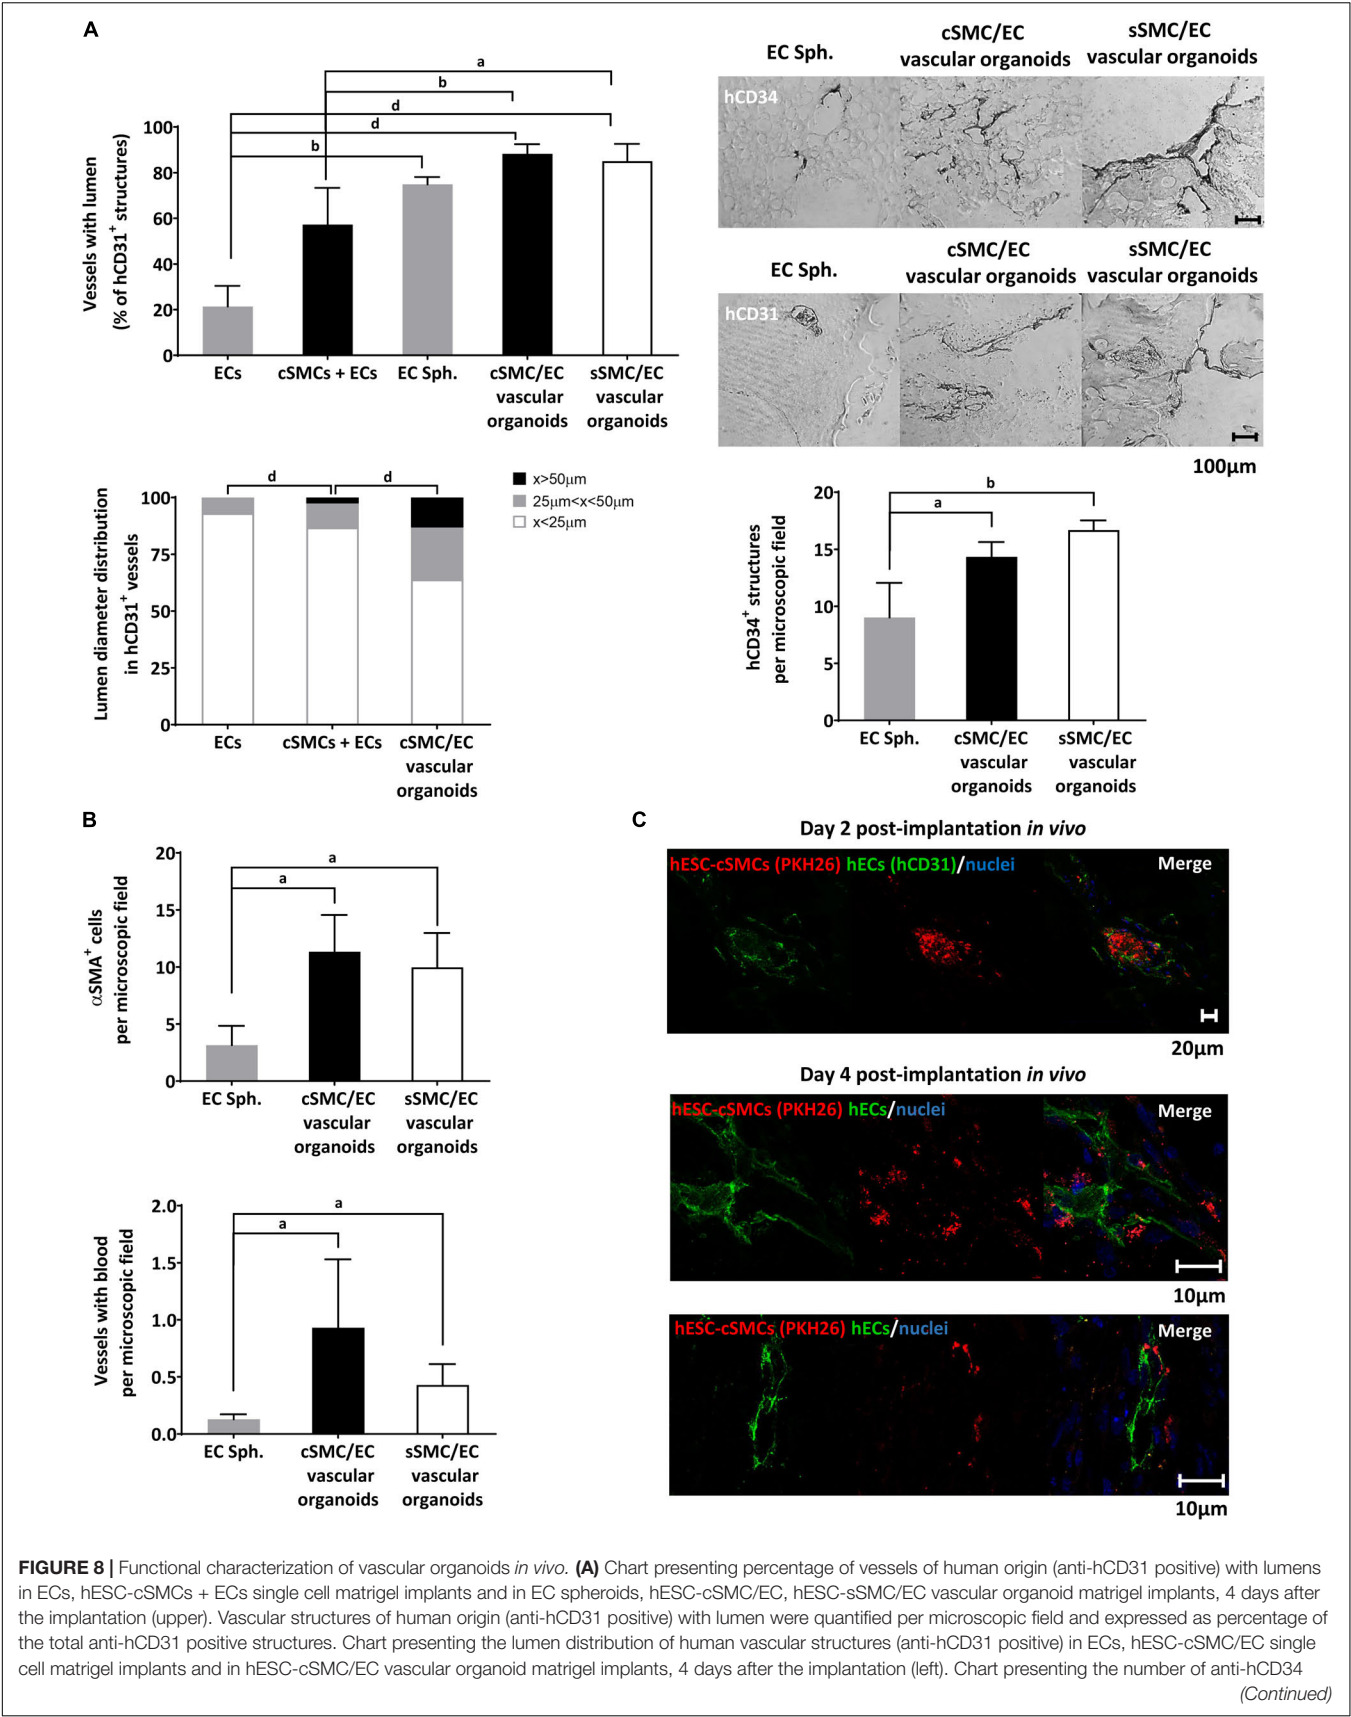 A
a
b
d
d
b
100
80
60
40
20
0
Vessels with lumen
(% of hCD31⁺ structures)
ECs
cSMCs + ECs
EC Sph.
cSMC/EC
vascular
organoids
sSMC/EC
vascular
organoids
EC Sph.
cSMC/EC
vascular organoids
sSMC/EC
vascular organoids
hCD34
EC Sph.
cSMC/EC
vascular organoids
sSMC/EC
vascular organoids
hCD31
100μm
d
d
100
75
50
25
0
Lumen diameter distribution
in hCD31⁺ vessels
ECs
cSMCs + ECs
cSMC/EC
vascular
organoids
x>50μm
25μm<x<50μm
x<25μm
b
a
20
15
10
5
0
hCD34⁺ structures
per microscopic field
EC Sph.
cSMC/EC
vascular
organoids
sSMC/EC
vascular
organoids
B
a
a
20
15
10
5
0
αSMA⁺ cells
per microscopic field
EC Sph.
cSMC/EC
vascular
organoids
sSMC/EC
vascular
organoids
a
a
2.0
1.5
1.0
0.5
0.0
Vessels with blood
per microscopic field
EC Sph.
cSMC/EC
vascular
organoids
sSMC/EC
vascular
organoids
C
Day 2 post-implantation in vivo
hESC-cSMCs (PKH26) hECs (hCD31)/nuclei
Merge
20μm
Day 4 post-implantation in vivo
hESC-cSMCs (PKH26) hECs/nuclei
Merge
10μm
hESC-cSMCs (PKH26) hECs/nuclei
Merge
10μm
FIGURE 8 | Functional characterization of vascular organoids in vivo. (A) Chart presenting percentage of vessels of human origin (anti-hCD31 positive) with lumens
in ECs, hESC-cSMCs + ECs single cell matrigel implants and in EC spheroids, hESC-cSMC/EC, hESC-sSMC/EC vascular organoid matrigel implants, 4 days after
the implantation (upper). Vascular structures of human origin (anti-hCD31 positive) with lumen were quantified per microscopic field and expressed as percentage of
the total anti-hCD31 positive structures. Chart presenting the lumen distribution of human vascular structures (anti-hCD31 positive) in ECs, hESC-cSMC/EC single
cell matrigel implants and in hESC-cSMC/EC vascular organoid matrigel implants, 4 days after the implantation (left). Chart presenting the number of anti-hCD34
(Continued)